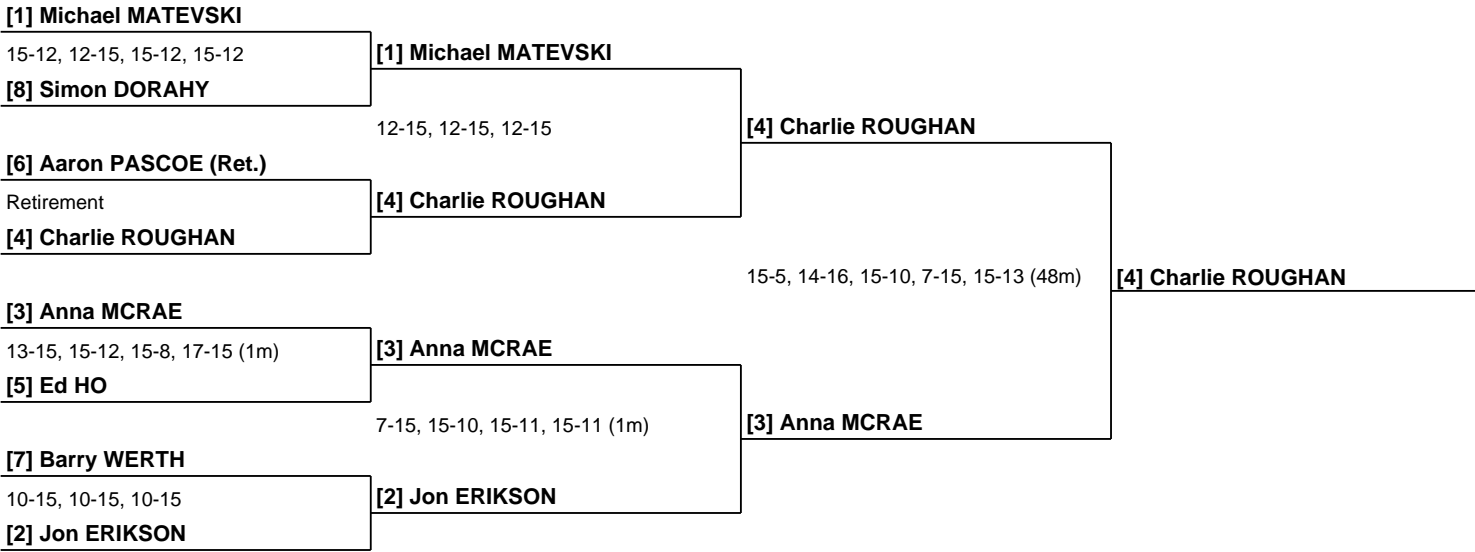 [1] Michael MATEVSKI
15-12, 12-15, 15-12, 15-12
[1] Michael MATEVSKI
[8] Simon DORAHY
12-15, 12-15, 12-15
[4] Charlie ROUGHAN
[6] Aaron PASCOE (Ret.)
Retirement
[4] Charlie ROUGHAN
[4] Charlie ROUGHAN
15-5, 14-16, 15-10, 7-15, 15-13 (48m)
[4] Charlie ROUGHAN
[3] Anna MCRAE
13-15, 15-12, 15-8, 17-15 (1m)
[3] Anna MCRAE
[5] Ed HO
7-15, 15-10, 15-11, 15-11 (1m)
[3] Anna MCRAE
[7] Barry WERTH
10-15, 10-15, 10-15
[2] Jon ERIKSON
[2] Jon ERIKSON